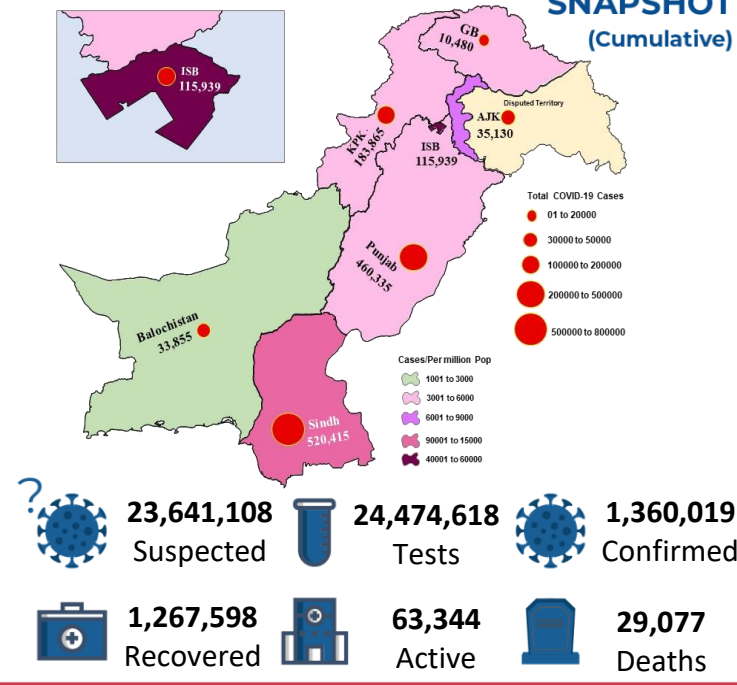 SNAPSHOT
(Cumulative)
ISB
115,939
GB
10,480
Disputed Territory
AJK
35,130
KPK.
183,865
ISB
115,939
Punjab
460,335
Balochistan
33,855
Sindh
520,415
Total COVID-19 Cases
01 to 20000
30000 to 50000
100000 to 200000
200000 to 500000
500000 to 800000
Cases/Permillion Pop
1001 to 3000
3001 to 6000
6001 to 9000
90001 to 15000
40001 to 60000
?
23,641,108
Suspected
24,474,618
Tests
1,360,019
Confirmed
1,267,598
Recovered
63,344
Active
29,077
Deaths